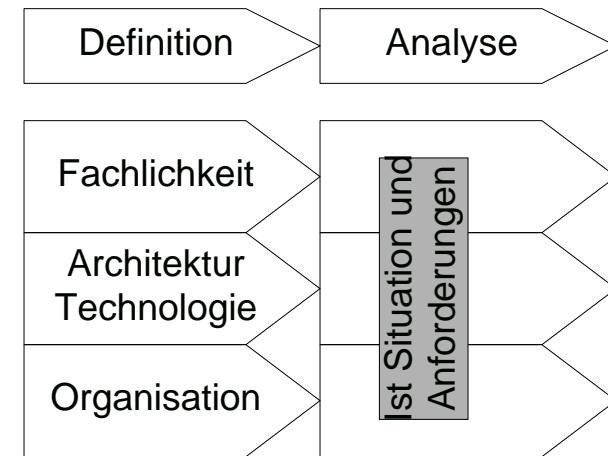 Definition
Analyse
Fachlichkeit
Architektur
Technologie
Organisation
Ist Situation und
Anforderungen